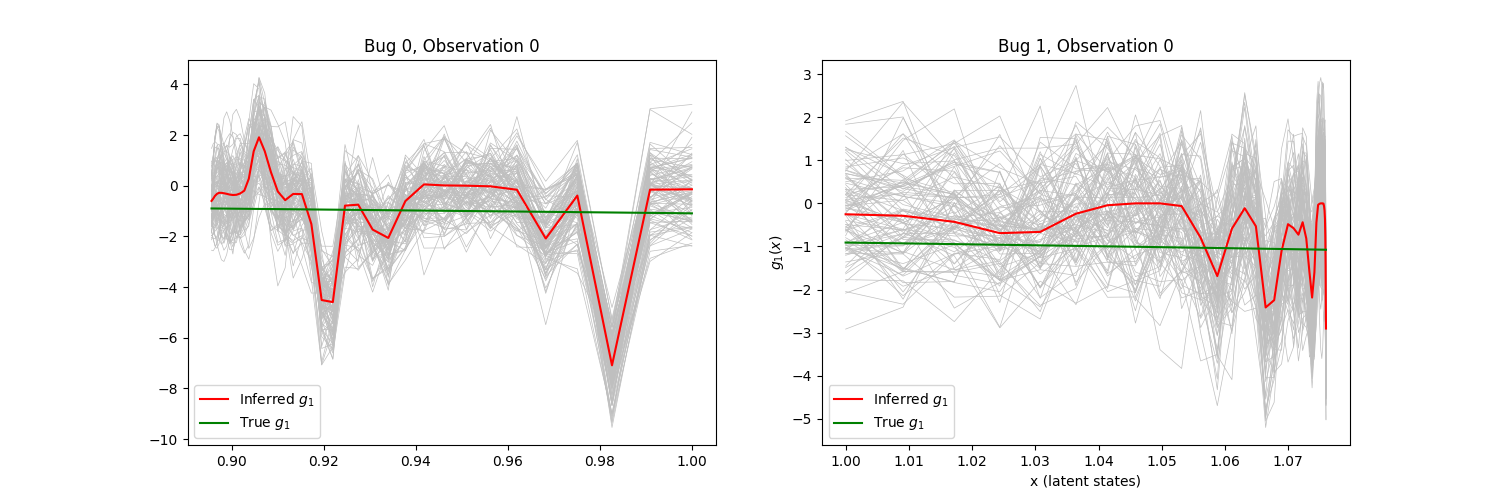 Bug 0, Observation 0
4
2
0
−2
−4
−6
−8
−10
0.90 0.92 0.94 0.96 0.98 1.00
Inferred g₁
True g₁
Bug 1, Observation 0
3
2
1
0
−1
−2
−3
−4
−5
g₁(x)
1.00 1.01 1.02 1.03 1.04 1.05 1.06 1.07
x (latent states)
Inferred g₁
True g₁